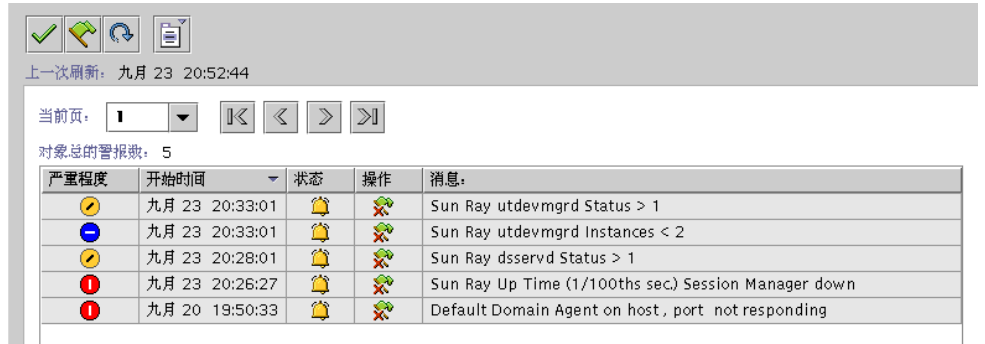 上一次刷新: 九月 23 20:52:44
当前页: 1
对象总的警报数: 5
严重程度 开始时间 状态 操作 消息:
九月 23 20:33:01 Sun Ray utdevmgrd Status > 1
九月 23 20:33:01 Sun Ray utdevmgrd Instances < 2
九月 23 20:28:01 Sun Ray dsservd Status > 1
九月 23 20:26:27 Sun Ray Up Time (1/100ths sec.) Session Manager down
九月 20 19:50:33 Default Domain Agent on host , port not responding